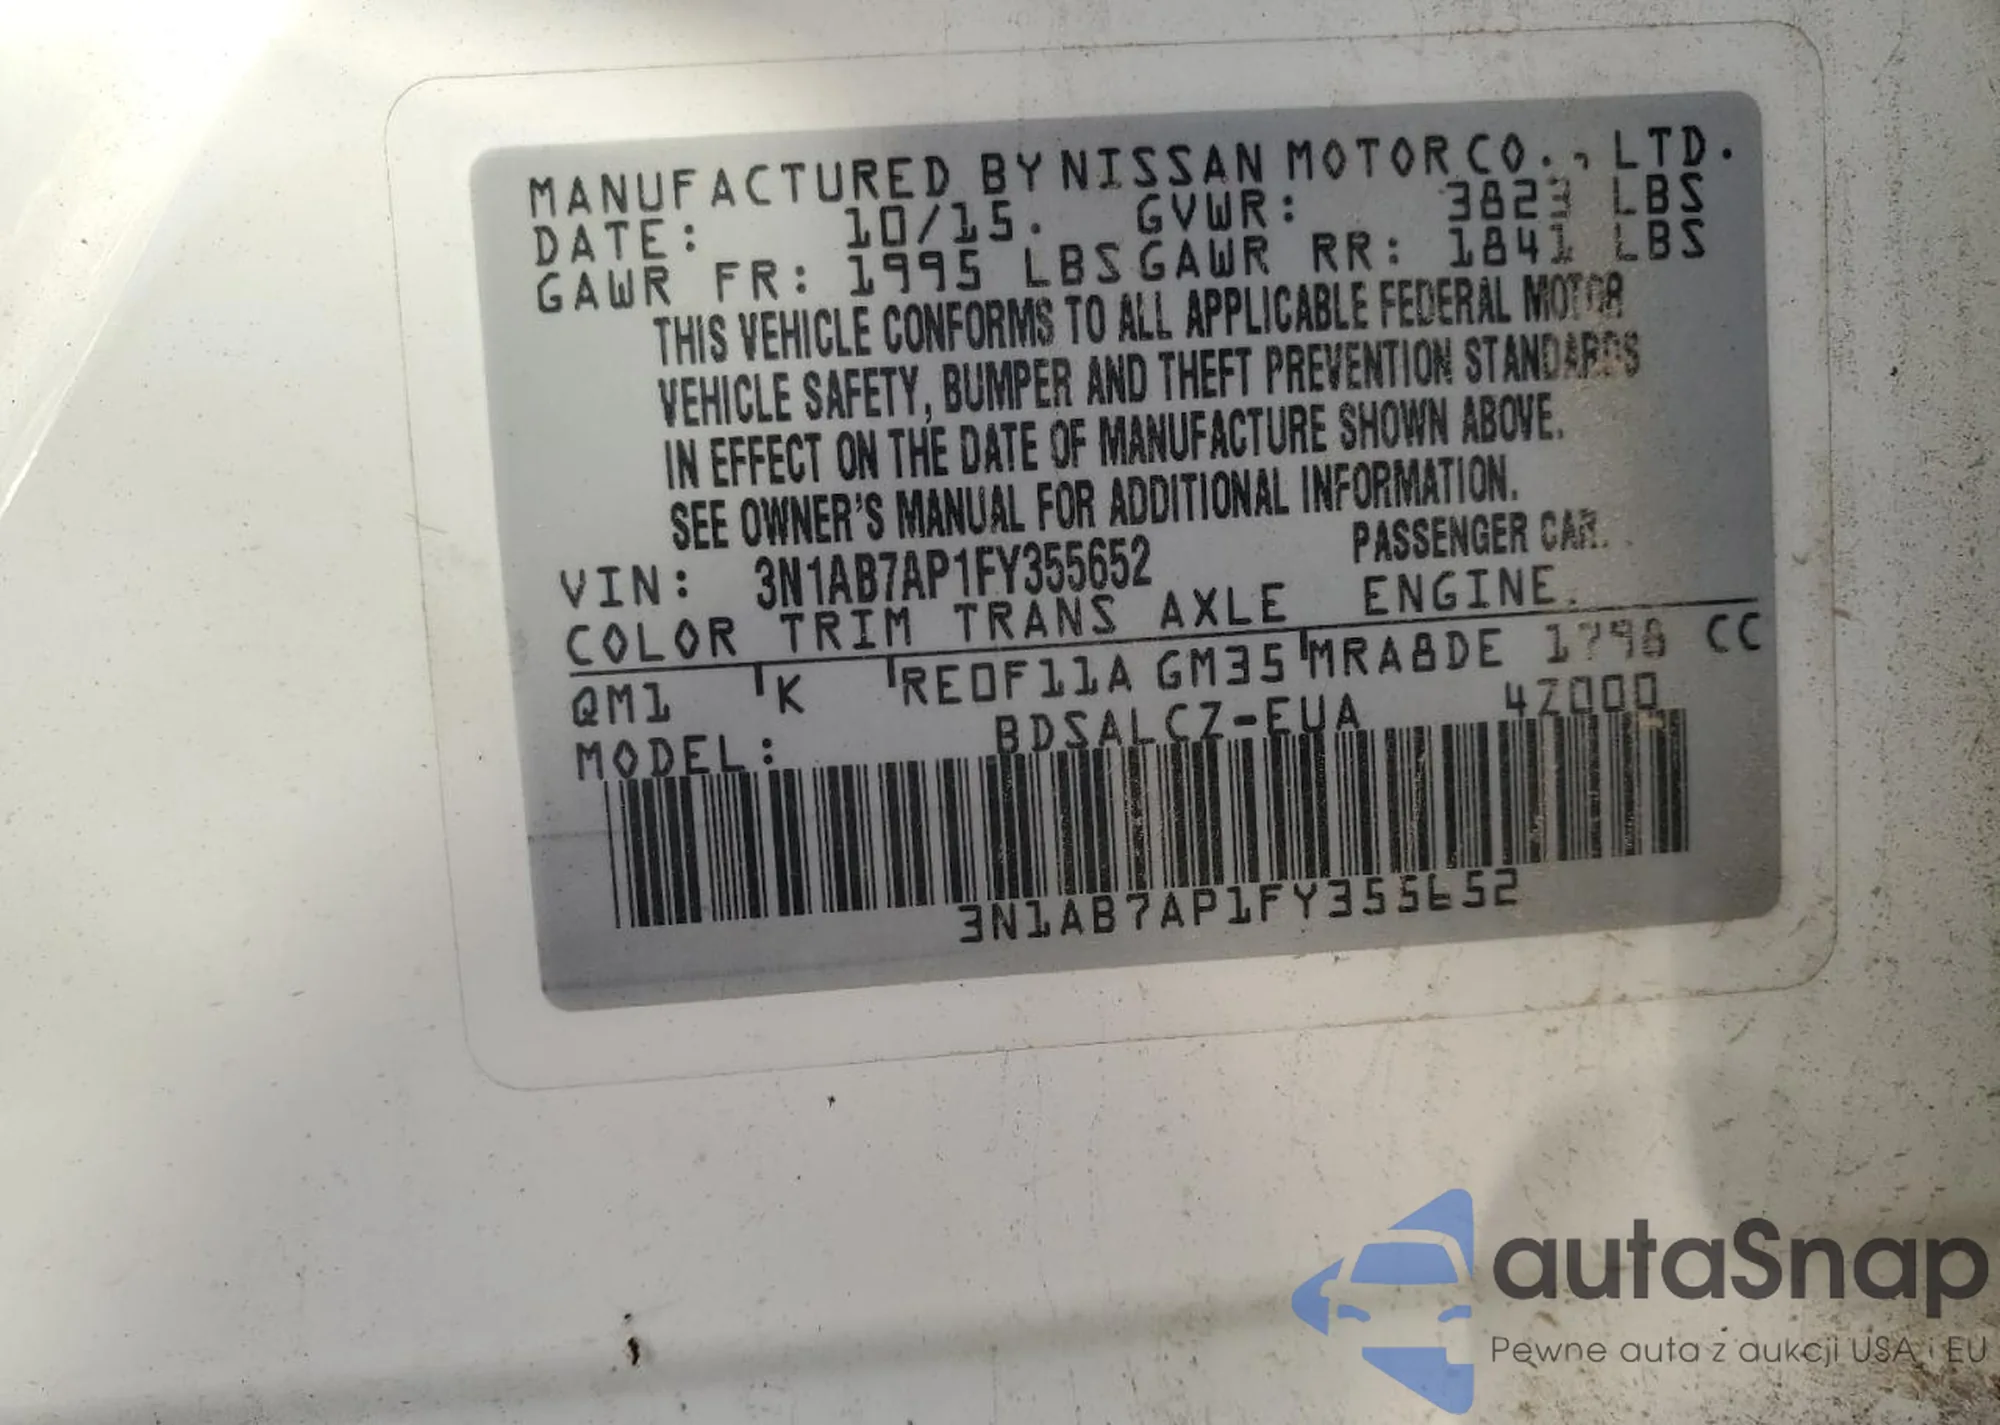 MANUFACTURED BY NISSAN MOTOR CO., LTD.
DATE: 10/15. GVWR: 3823 LBS
GAWR FR: 1995 LBS GAWR RR: 1841 LBS
THIS VEHICLE CONFORMS TO ALL APPLICABLE FEDERAL MOTOR
VEHICLE SAFETY, BUMPER AND THEFT PREVENTION STANDARDS
IN EFFECT ON THE DATE OF MANUFACTURE SHOWN ABOVE.
SEE OWNER'S MANUAL FOR ADDITIONAL INFORMATION.
VIN: 3N1AB7AP1FY355652 PASSENGER CAR.
COLOR TRIM TRANS AXLE ENGINE.
QM1 K RE0F11A GM35 MRA8DE 1798 CC
MODEL: BDSALCZ-EUA 4Z000
3N1AB7AP1FY355652
autaSnap
Pewne auta z aukcji USA i EU